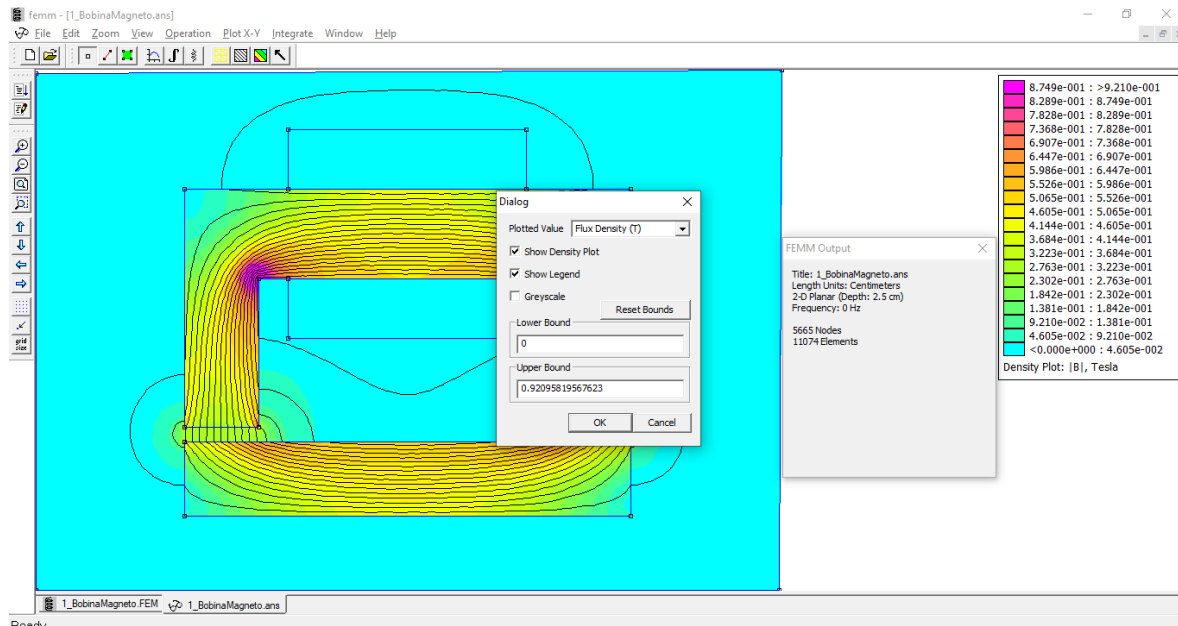 femm - [1_BobinaMagneto.ans]
File Edit Zoom View Operation Plot X-Y Integrate Window Help
grid
size
8.749e-001 : >9.210e-001
8.289e-001 : 8.749e-001
7.828e-001 : 8.289e-001
7.368e-001 : 7.828e-001
6.907e-001 : 7.368e-001
6.447e-001 : 6.907e-001
5.986e-001 : 6.447e-001
5.526e-001 : 5.986e-001
5.065e-001 : 5.526e-001
4.605e-001 : 5.065e-001
4.144e-001 : 4.605e-001
3.684e-001 : 4.144e-001
3.223e-001 : 3.684e-001
2.763e-001 : 3.223e-001
2.302e-001 : 2.763e-001
1.842e-001 : 2.302e-001
1.381e-001 : 1.842e-001
9.210e-002 : 1.381e-001
4.605e-002 : 9.210e-002
<0.000e+000 : 4.605e-002
Density Plot: |B|, Tesla
Dialog
Plotted Value Flux Density (T)
Show Density Plot
Show Legend
Greyscale
Reset Bounds
Lower Bound
0
Upper Bound
0.92095819567623
OK Cancel
FEMM Output
Title: 1_BobinaMagneto.ans
Length Units: Centimeters
2-D Planar (Depth: 2.5 cm)
Frequency: 0 Hz
5665 Nodes
11074 Elements
1_BobinaMagneto.FEM 1_BobinaMagneto.ans
Ready